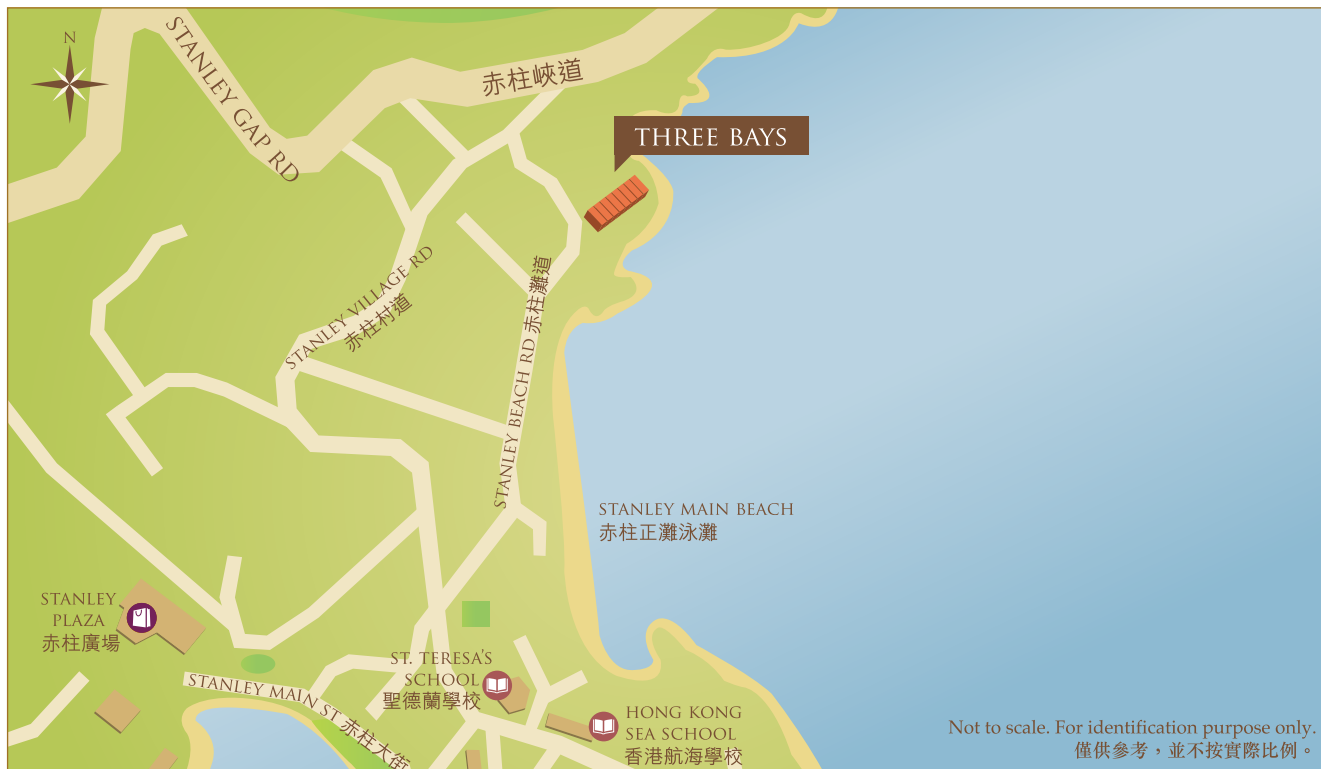 N
STANLEY GAP RD
赤柱峽道
THREE BAYS
STANLEY VILLAGE RD
赤柱村道
STANLEY BEACH RD 赤柱灘道
STANLEY MAIN BEACH
赤柱正灘泳灘
STANLEY
PLAZA
赤柱廣場
ST. TERESA'S
SCHOOL
聖德蘭學校
STANLEY MAIN ST 赤柱大街
HONG KONG
SEA SCHOOL
香港航海學校
Not to scale. For identification purpose only.
僅供參考，並不按實際比例。